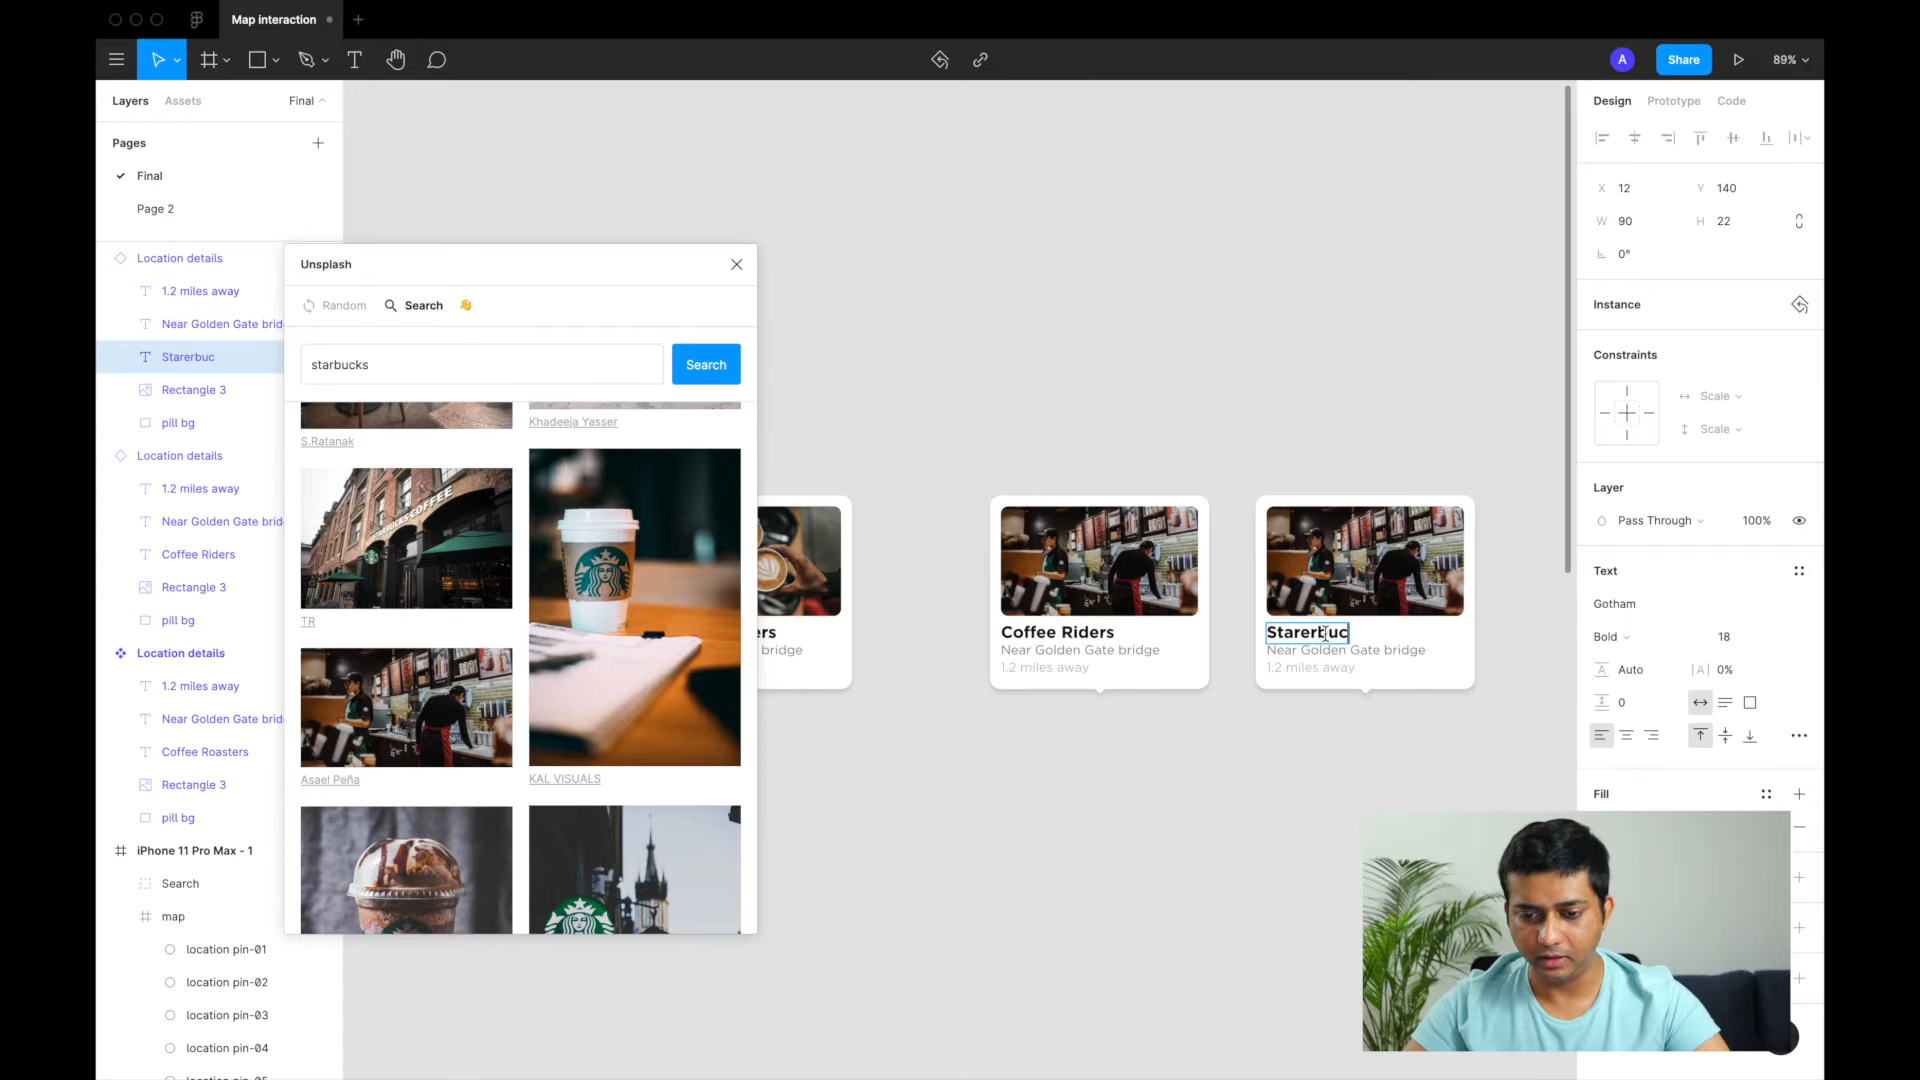 Map interaction
A
Share
89%
Layers
Assets
Final
Pages
Final
Page 2
Location details
1.2 miles away
Near Golden Gate brid
Starerbuc
Rectangle 3
pill bg
Location details
1.2 miles away
Near Golden Gate brid
Coffee Riders
Rectangle 3
pill bg
Location details
1.2 miles away
Near Golden Gate brid
Coffee Roasters
Rectangle 3
pill bg
iPhone 11 Pro Max - 1
Search
map
location pin-01
location pin-02
location pin-03
location pin-04
Unsplash
Random
Search
starbucks
Search
S.Ratanak
Khadeeja Yasser
STARBUCKS COFFEE
TR
Asael Peña
KAL VISUALS
ers
bridge
Coffee Riders
Near Golden Gate bridge
1.2 miles away
Starerbuc
Near Golden Gate bridge
1.2 miles away
Design
Prototype
Code
X 12
Y 140
W 90
H 22
0°
Instance
Constraints
Scale
Scale
Layer
Pass Through
100%
Text
Gotham
Bold
18
A Auto
|A| 0%
0
Fill